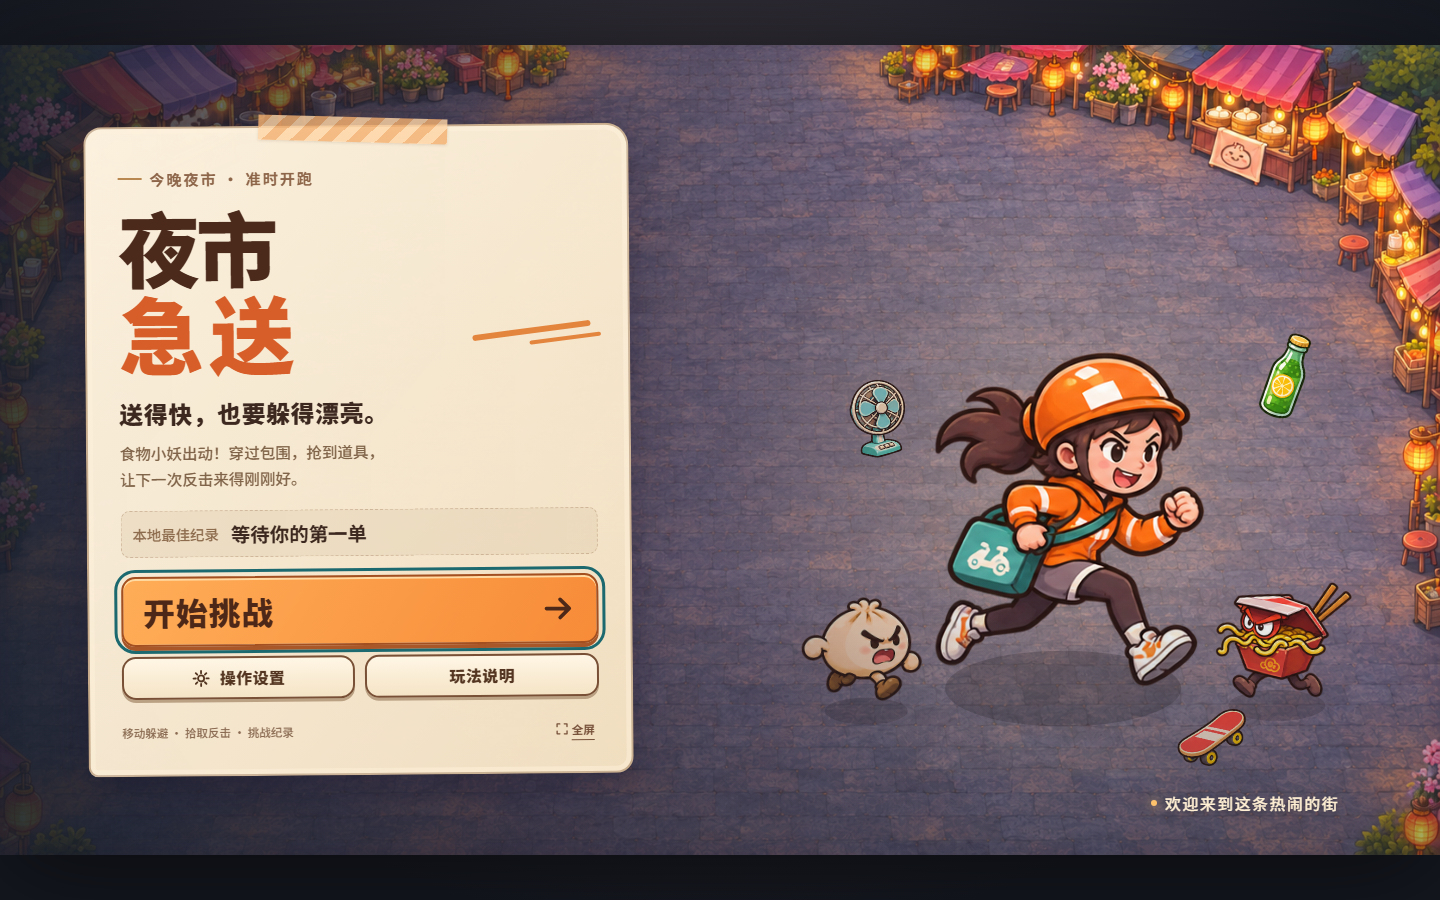 今晚夜市 • 准时开跑
夜市
急送
送得快，也要躲得漂亮。
食物小妖出动！穿过包围，抢到道具，
让下一次反击来得刚刚好。
本地最佳纪录 等待你的第一单
开始挑战 →
操作设置
玩法说明
移动躲避 • 拾取反击 • 挑战纪录
全屏
• 欢迎来到这条热闹的街